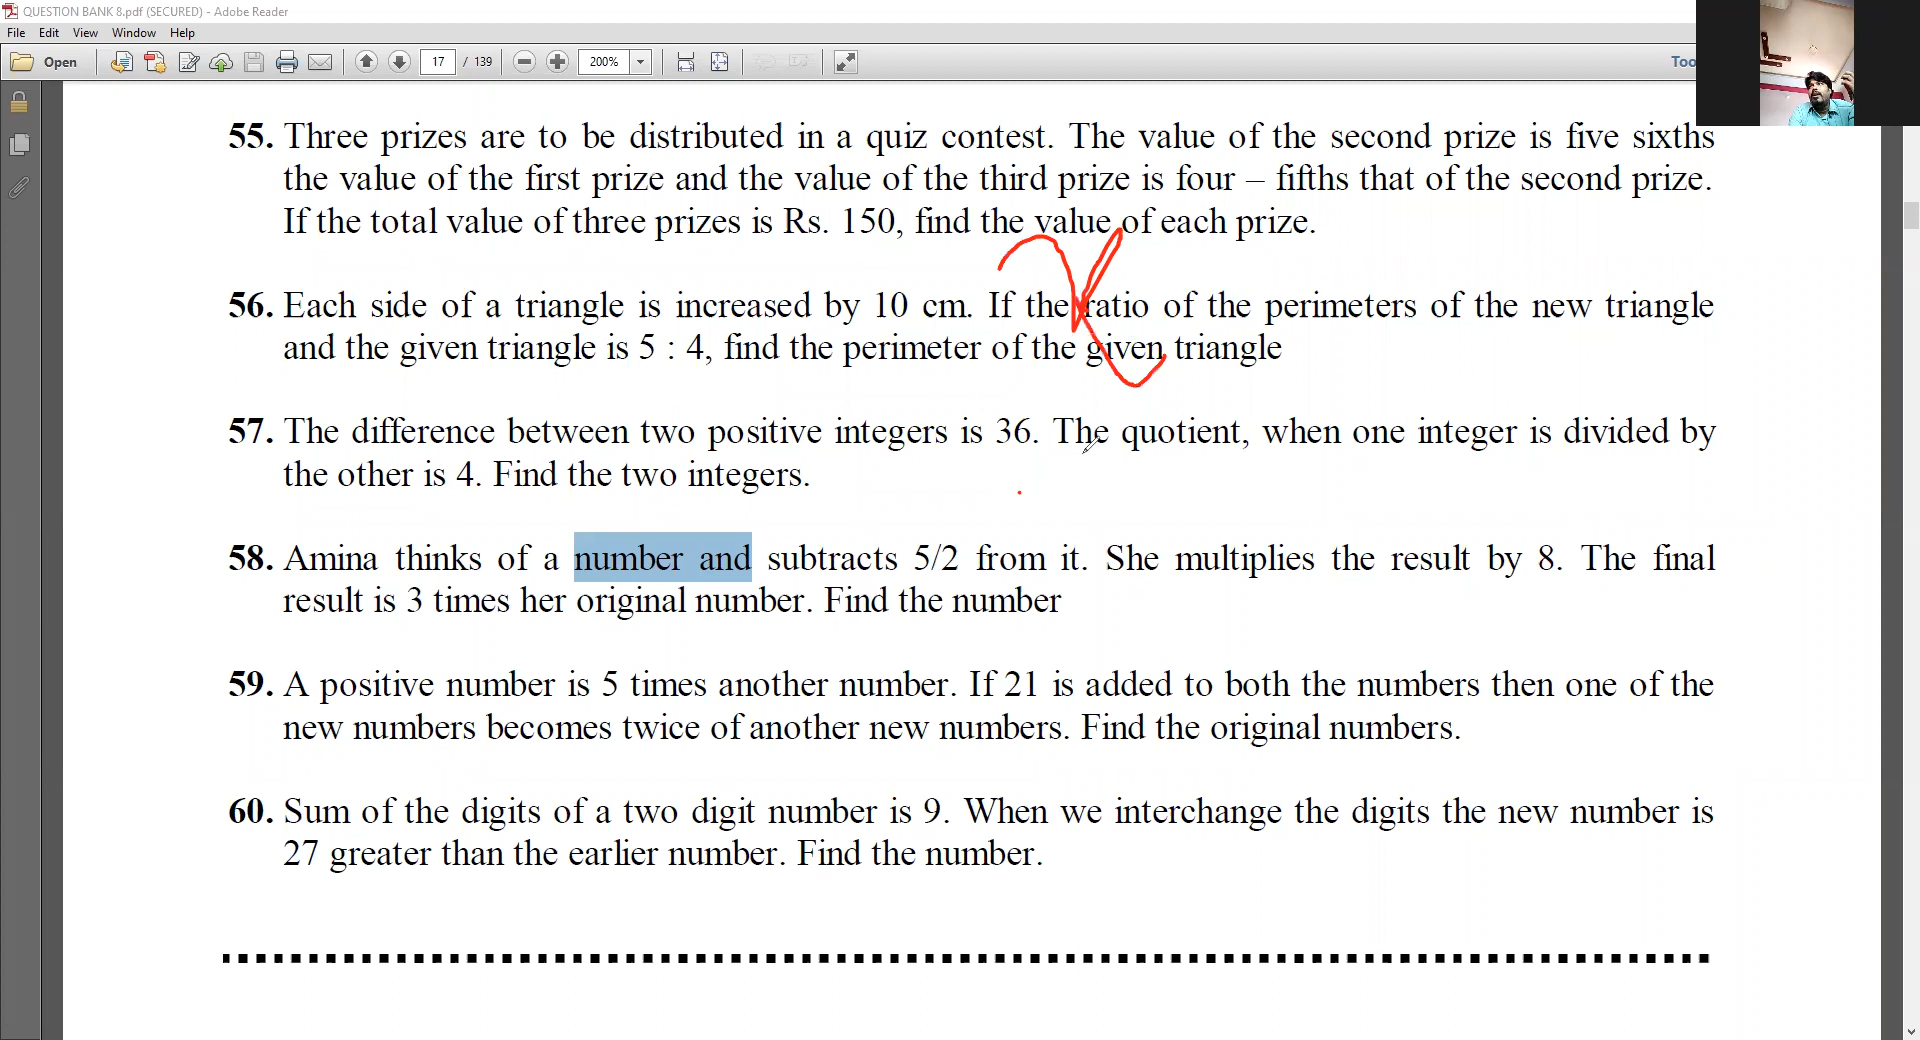 QUESTION BANK 8.pdf (SECURED) - Adobe Reader
File Edit View Window Help
Open 17 / 139 200% Too
55. Three prizes are to be distributed in a quiz contest. The value of the second prize is five sixths
the value of the first prize and the value of the third prize is four – fifths that of the second prize.
If the total value of three prizes is Rs. 150, find the value of each prize.
56. Each side of a triangle is increased by 10 cm. If the ratio of the perimeters of the new triangle
and the given triangle is 5 : 4, find the perimeter of the given triangle
57. The difference between two positive integers is 36. The quotient, when one integer is divided by
the other is 4. Find the two integers.
58. Amina thinks of a number and subtracts 5/2 from it. She multiplies the result by 8. The final
result is 3 times her original number. Find the number
59. A positive number is 5 times another number. If 21 is added to both the numbers then one of the
new numbers becomes twice of another new numbers. Find the original numbers.
60. Sum of the digits of a two digit number is 9. When we interchange the digits the new number is
27 greater than the earlier number. Find the number.